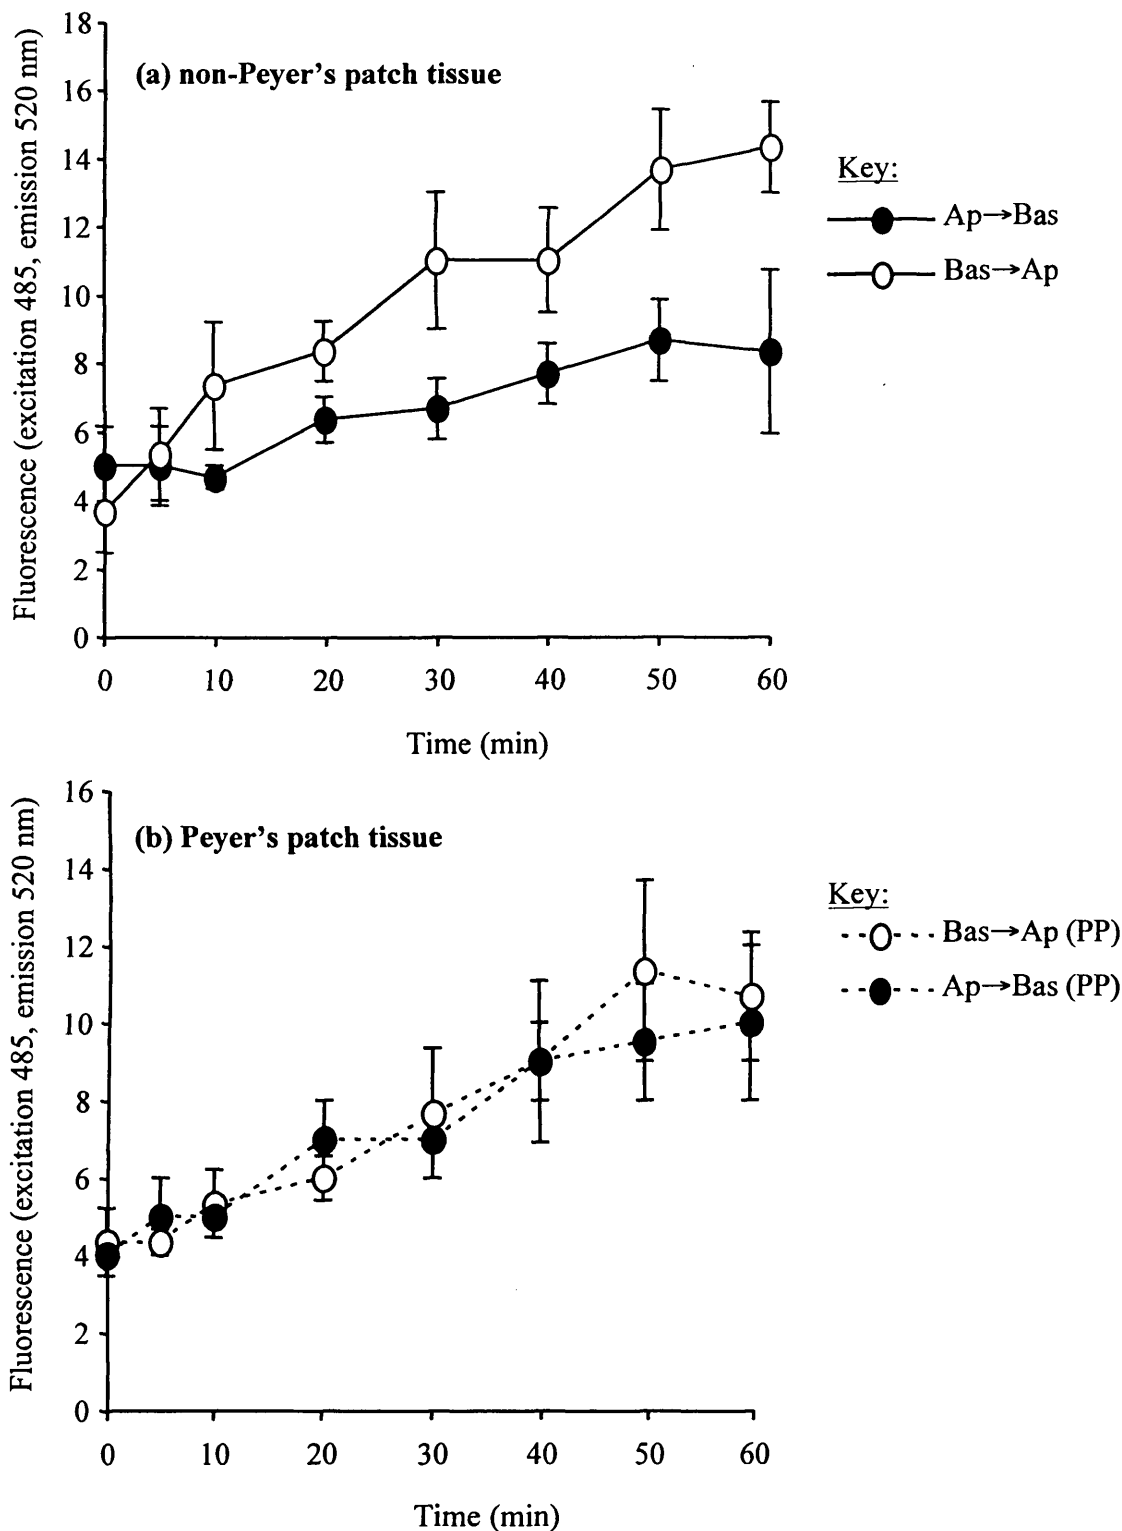 (a) non-Peyer's patch tissue
Fluorescence (excitation 485, emission 520 nm)
18
16
14
12
10
8
6
4
2
0
0 10 20 30 40 50 60
Time (min)
Key:
Ap→Bas
Bas→Ap
(b) Peyer's patch tissue
Fluorescence (excitation 485, emission 520 nm)
16
14
12
10
8
6
4
2
0
0 10 20 30 40 50 60
Time (min)
Key:
Bas→Ap (PP)
Ap→Bas (PP)